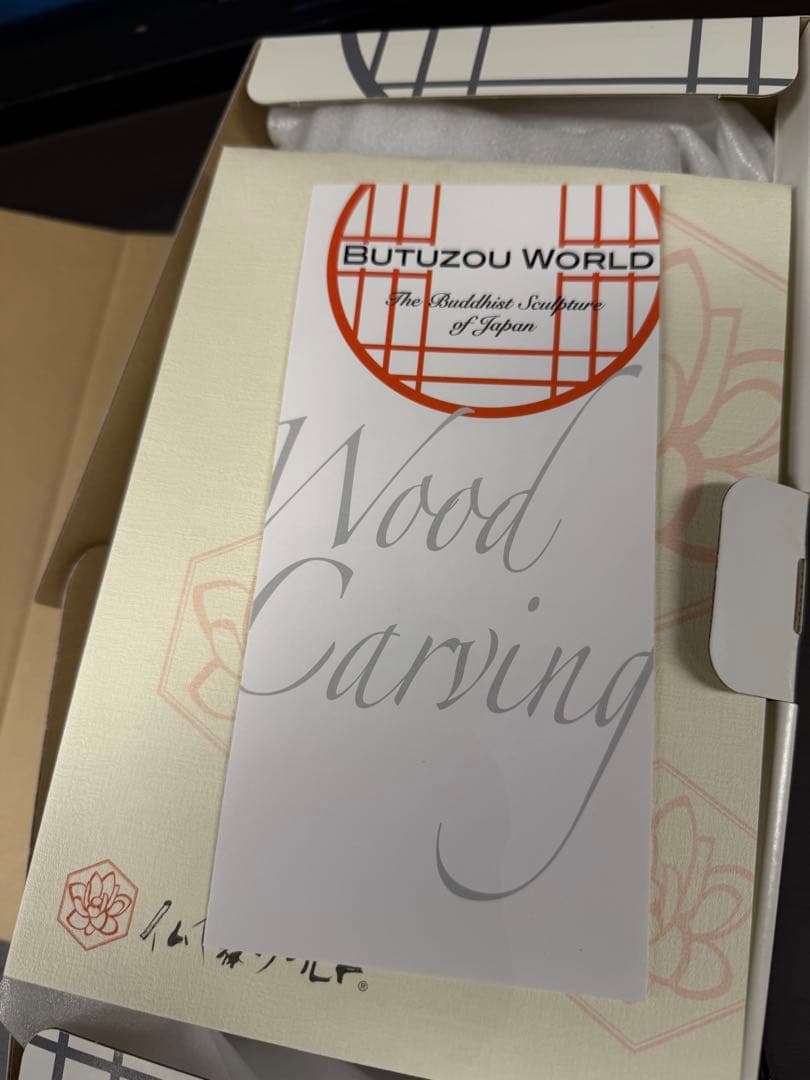 BUTUZOU WORLD
The Buddhist Sculpture
of Japan
Wood
Carving
®